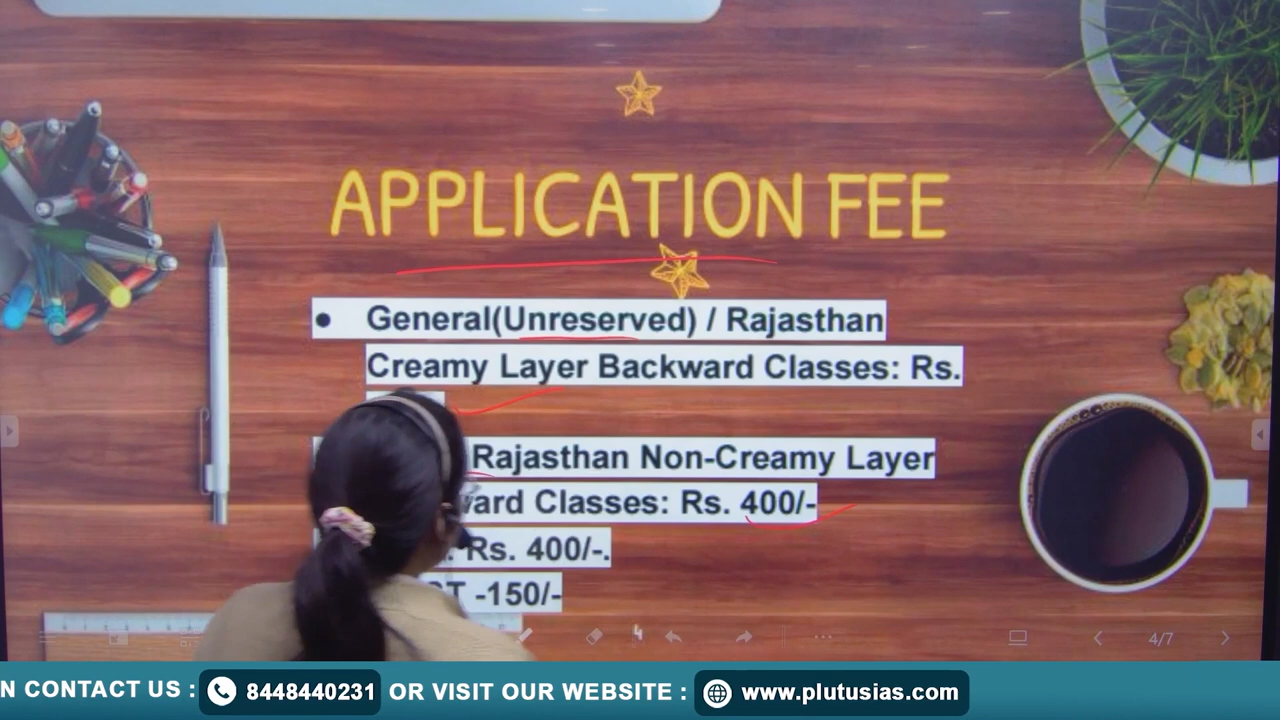 APPLICATION FEE
• General(Unreserved) / Rajasthan
Creamy Layer Backward Classes: Rs.
Rajasthan Non-Creamy Layer
ward Classes: Rs. 400/-
Rs. 400/-.
ST -150/-
4/7
N CONTACT US : 8448440231 OR VISIT OUR WEBSITE : www.plutusias.com